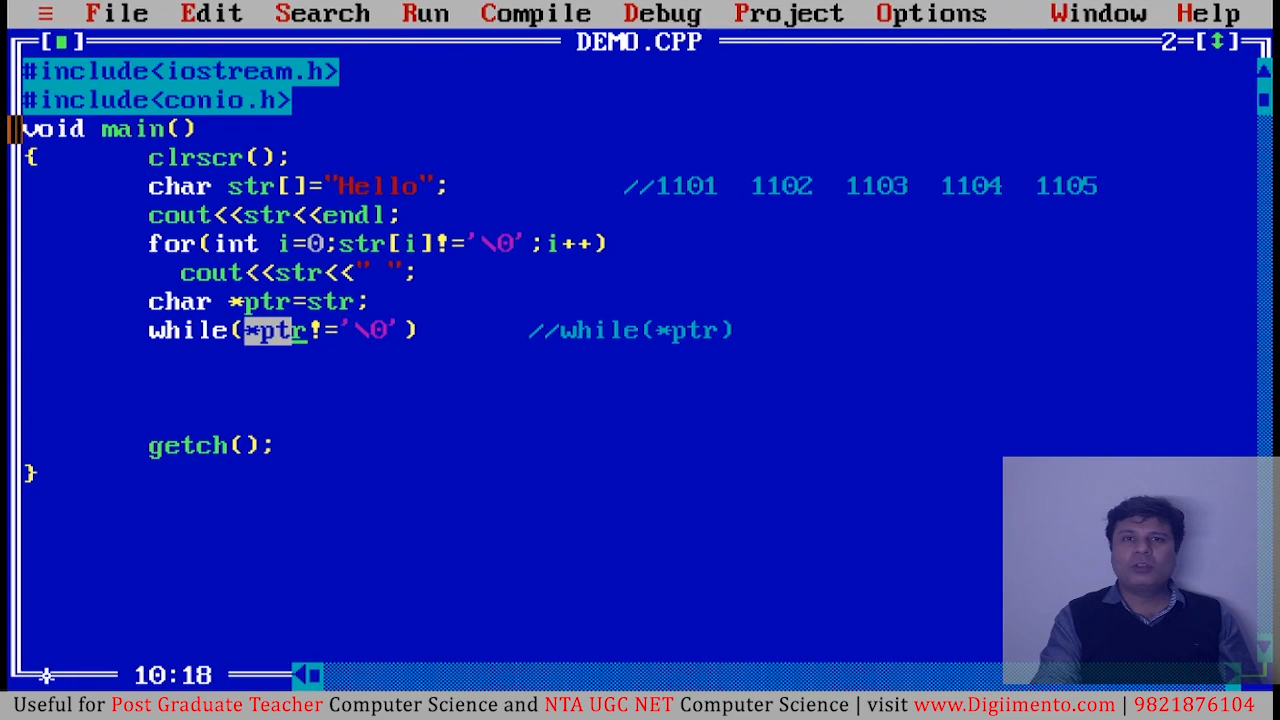 ≡ File Edit Search Run Compile Debug Project Options Window Help
[■] DEMO.CPP 2=[↕]
#include<iostream.h>
#include<conio.h>
void main()
{ clrscr();
char str[]="Hello"; //1101 1102 1103 1104 1105
cout<<str<<endl;
for(int i=0;str[i]!='\0';i++)
cout<<str<<" ";
char *ptr=str;
while(*ptr!='\0') //while(*ptr)
getch();
}
10:18
Useful for Post Graduate Teacher Computer Science and NTA UGC NET Computer Science | visit www.Digiimento.com | 9821876104